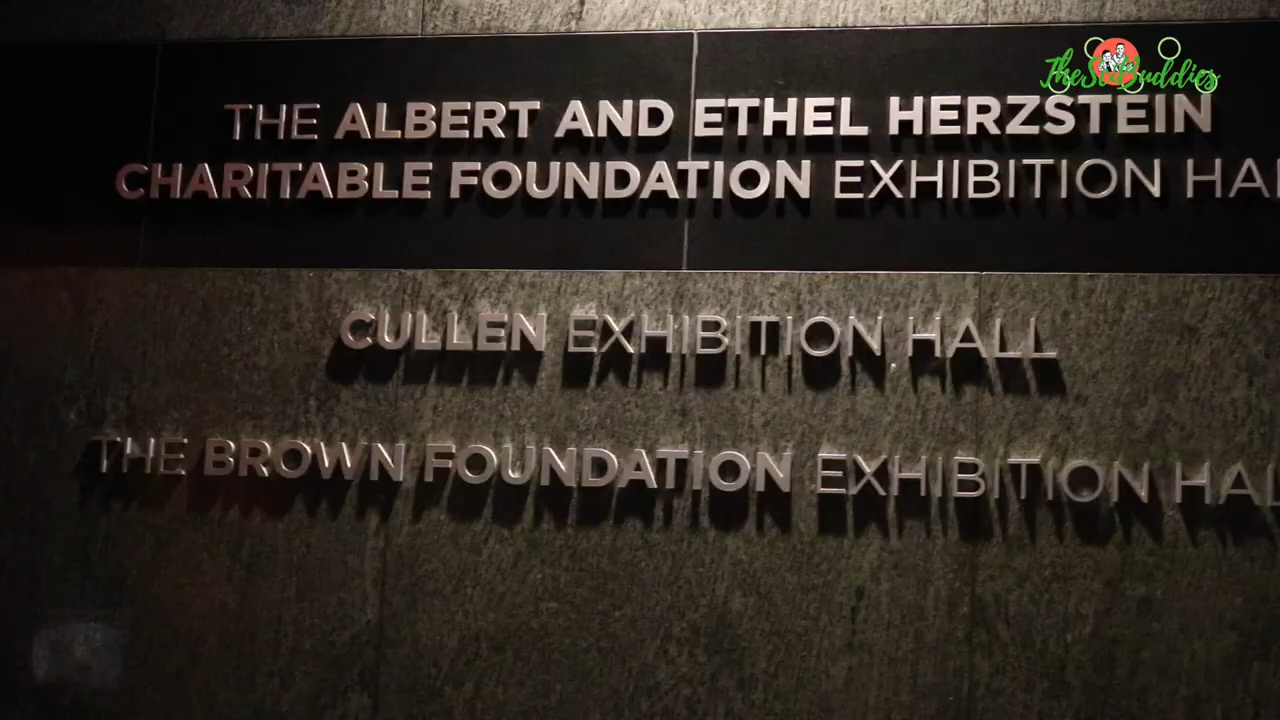 THE ALBERT AND ETHEL HERZSTEIN
CHARITABLE FOUNDATION EXHIBITION
CULLEN EXHIBITION HALL
THE BROWN FOUNDATION EXHIBITION